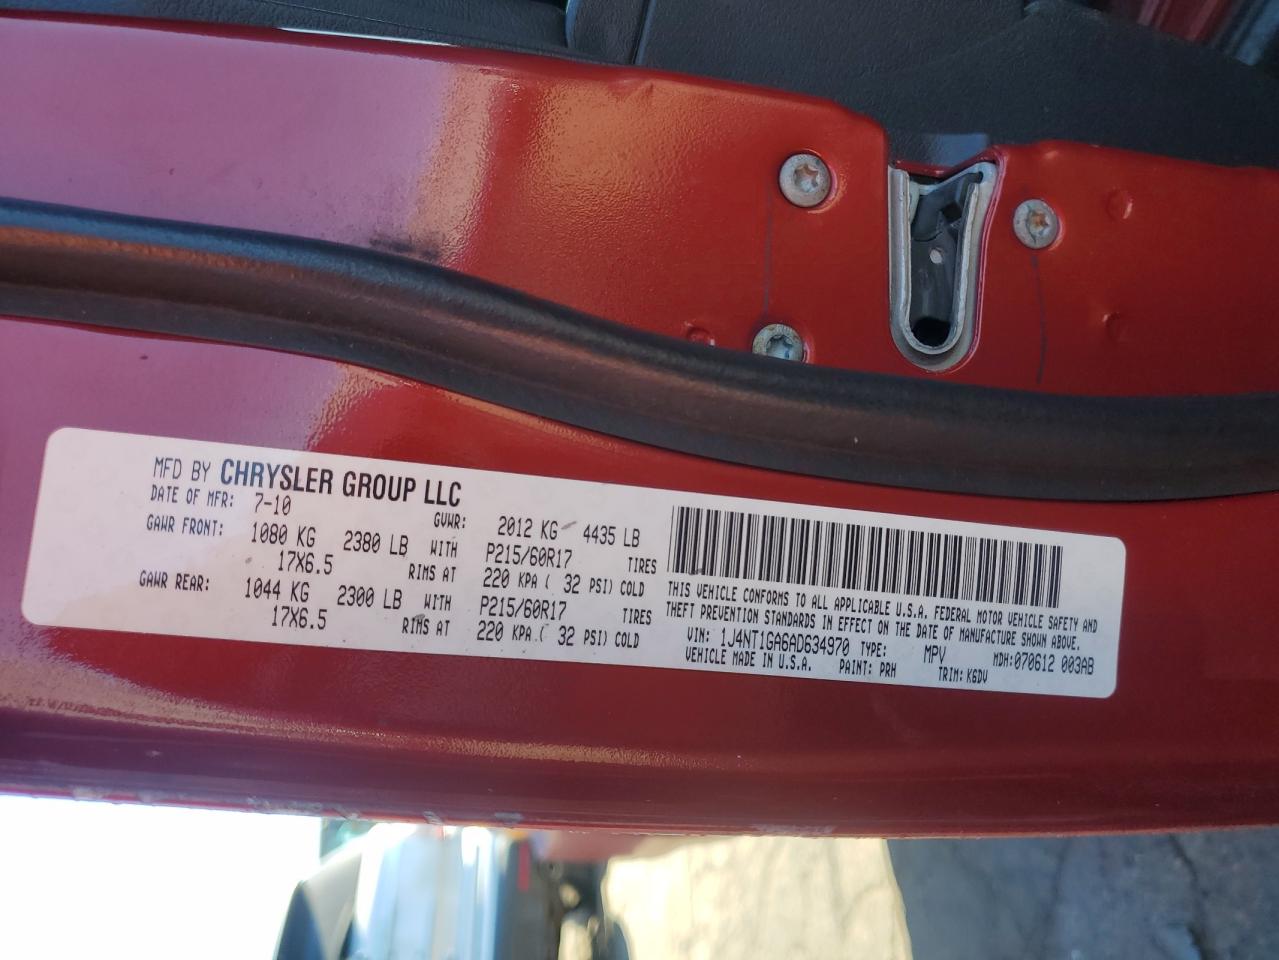 MFD BY CHRYSLER GROUP LLC
DATE OF MFR: 7-10 GVWR: 2012 KG 4435 LB
GAWR FRONT: 1080 KG 2380 LB WITH P215/60R17 TIRES
17X6.5 RIMS AT 220 KPA ( 32 PSI) COLD
GAWR REAR: 1044 KG 2300 LB WITH P215/60R17 TIRES
17X6.5 RIMS AT 220 KPA ( 32 PSI) COLD
THIS VEHICLE CONFORMS TO ALL APPLICABLE U.S.A. FEDERAL MOTOR VEHICLE SAFETY AND
THEFT PREVENTION STANDARDS IN EFFECT ON THE DATE OF MANUFACTURE SHOWN ABOVE.
VIN: 1J4NT1GA6AD634970 TYPE: MPV MDH:070612 003AB
VEHICLE MADE IN U.S.A. PAINT: PRH TRIM: K6DV